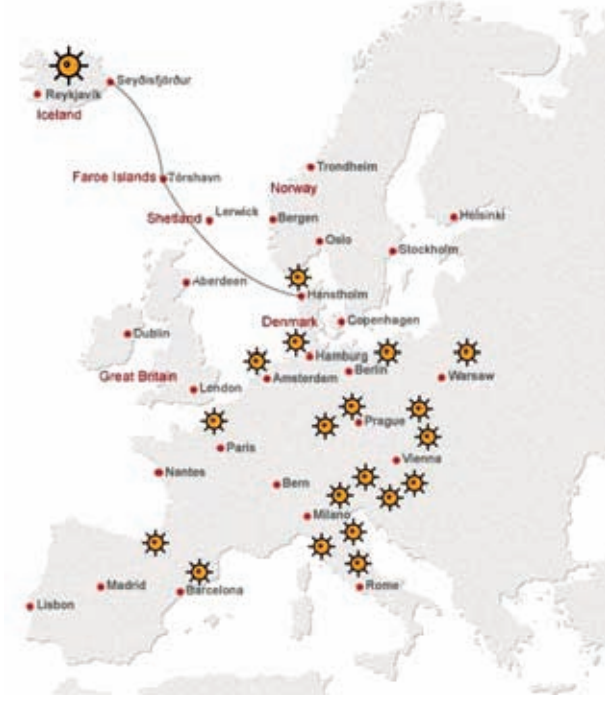 Seyðisfjörður
Reykjavík
Iceland
Trondheim
Faroe Islands Tórshavn
Norway
Shetland Lerwick
Bergen
Helsinki
Oslo
Stockholm
Aberdeen
Hanstholm
Denmark Copenhagen
Dublin
Hamburg
Great Britain Amsterdam Berlin Warsaw
London
Prague
Paris
Vienna
Nantes
Bern
Milano
Madrid Barcelona Rome
Lisbon